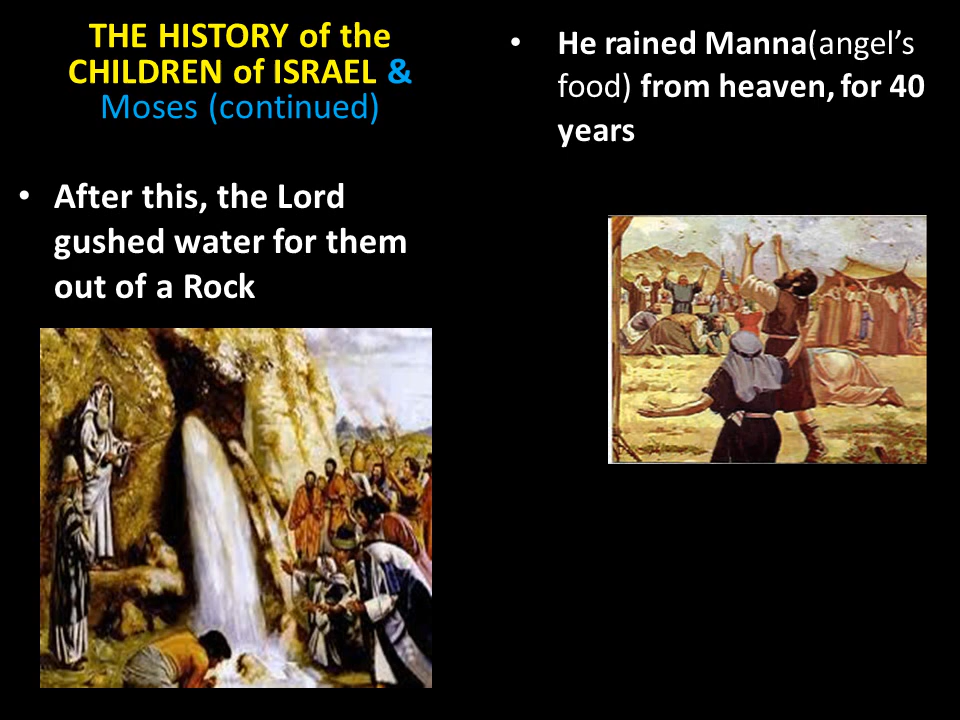 THE HISTORY of the
CHILDREN of ISRAEL &
Moses (continued)
• After this, the Lord
gushed water for them
out of a Rock
• He rained Manna(angel’s
food) from heaven, for 40
years